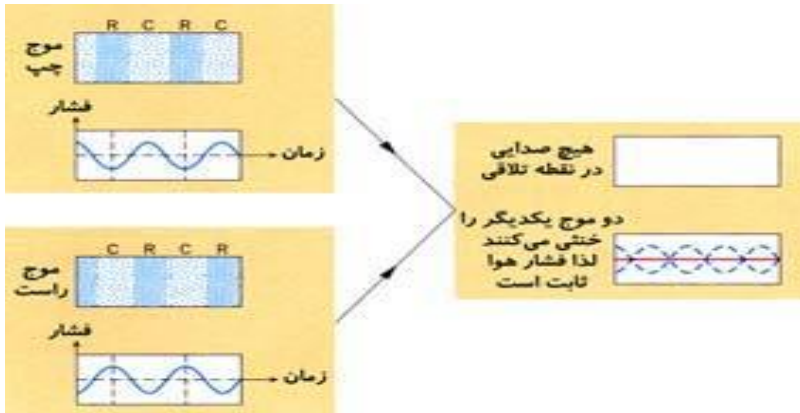 R C R C
موج
چپ
فشار
زمان
C R C R
موج
راست
فشار
زمان
هیچ صدایی
در نقطه تلاقی
دو موج یکدیگر را
خنثی می‌کنند
لذا فشار هوا
ثابت است